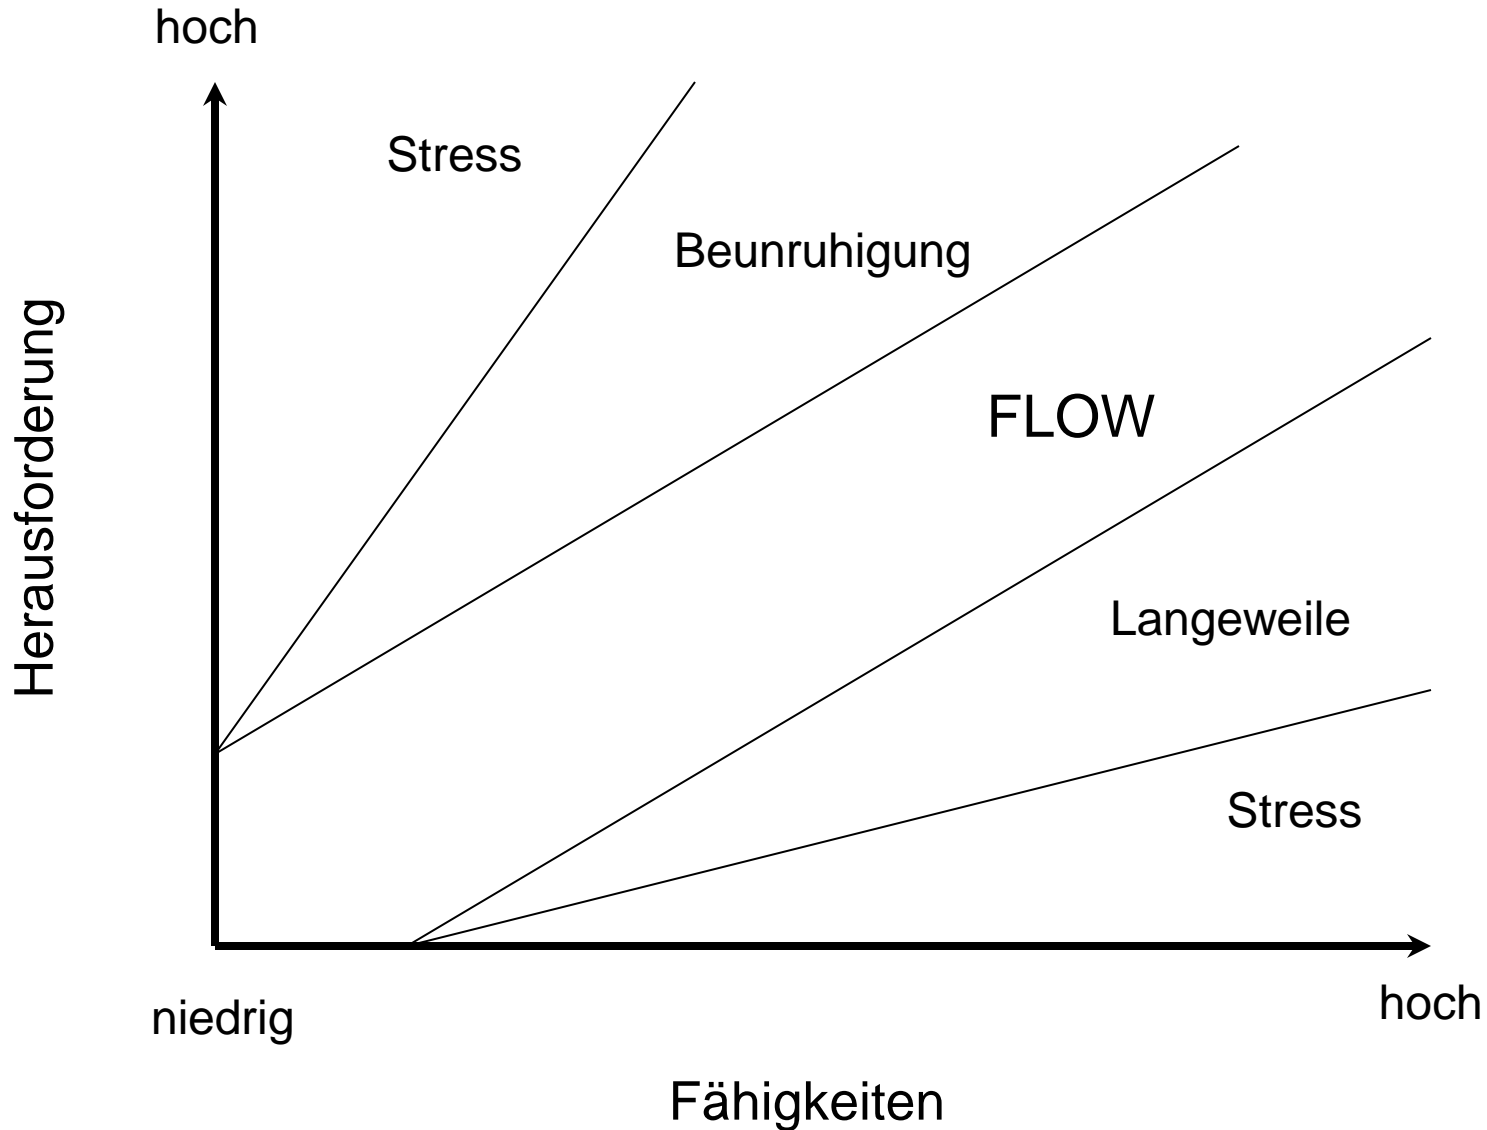 hoch
Stress
Beunruhigung
Herausforderung
FLOW
Langeweile
Stress
niedrig
hoch
Fähigkeiten